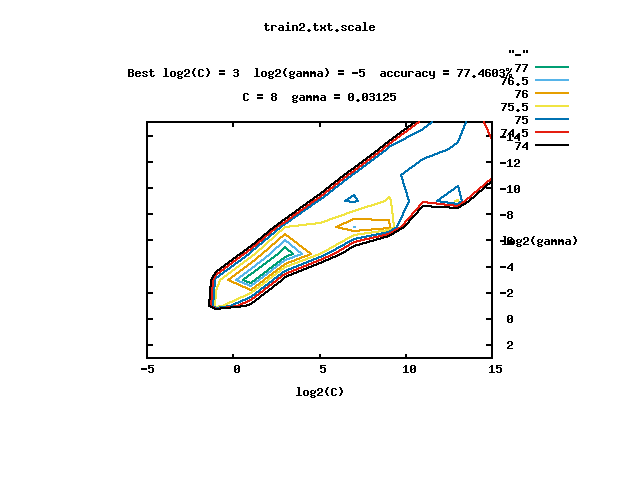 train2.txt.scale
"-"
Best log2(C) = 3 log2(gamma) = -5 accuracy = 77.4603%
77
76.5
C = 8 gamma = 0.03125
76
75.5
75
74.5
74
-14
-12
-10
-8
-6
log2(gamma)
-4
-2
0
2
-5 0 5 10 15
log2(C)